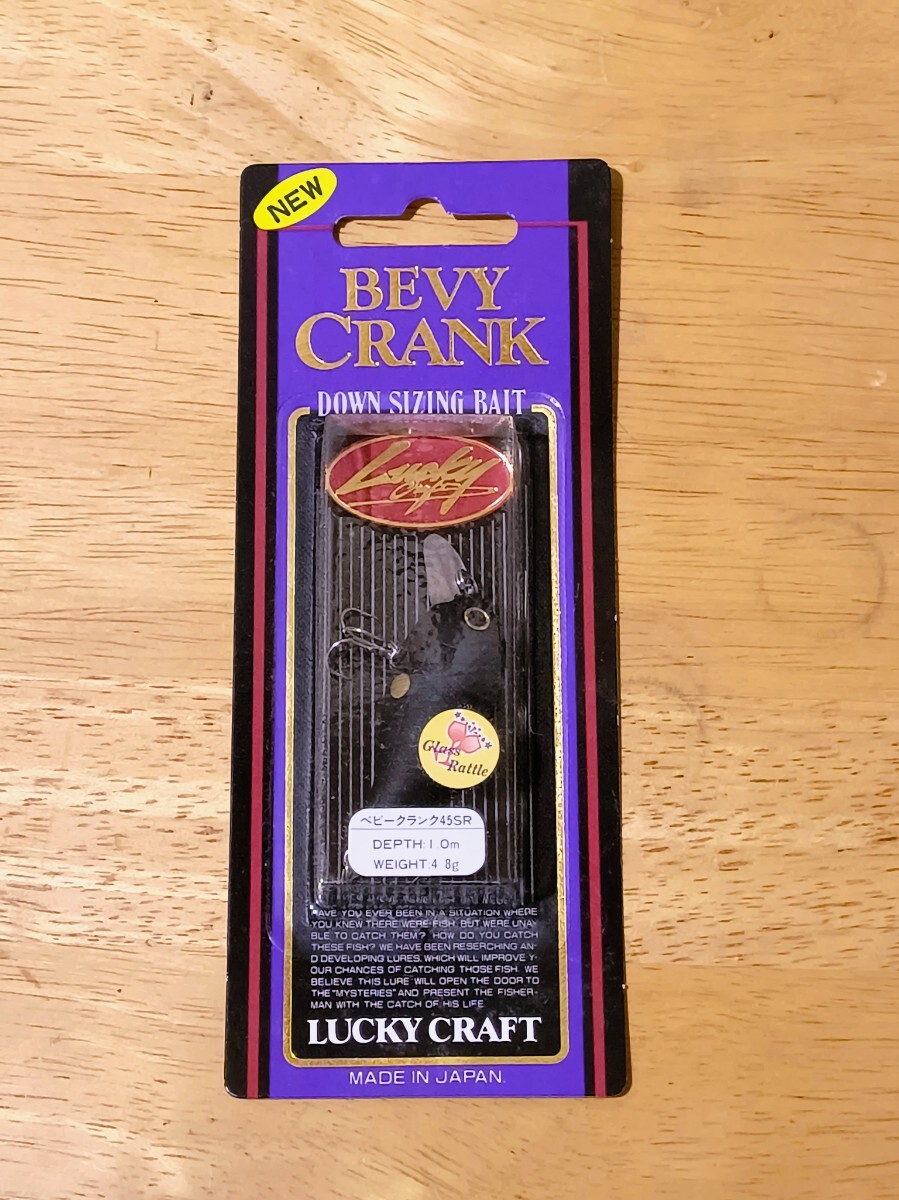 NEW
BEVY
CRANK
DOWN SIZING BAIT
Lucky
Craft
Glass
Rattle
ベビークランク45SR
DEPTH:1 0m
WEIGHT 4 8g
HAVE YOU EVER BEEN IN A SITUATION WHERE
YOU KNEW THERE WERE FISH, BUT WERE UNA-
BLE TO CATCH THEM? HOW DO YOU CATCH
THESE FISH? WE HAVE BEEN RESERCHING AN-
D DEVELOPING LURES, WHICH WILL IMPROVE Y-
OUR CHANCES OF CATCHING THOSE FISH. WE
BELIEVE THIS LURE WILL OPEN THE DOOR TO
THE "MYSTERIES" AND PRESENT THE FISHER-
MAN WITH THE CATCH OF HIS LIFE.
LUCKY CRAFT
MADE IN JAPAN.